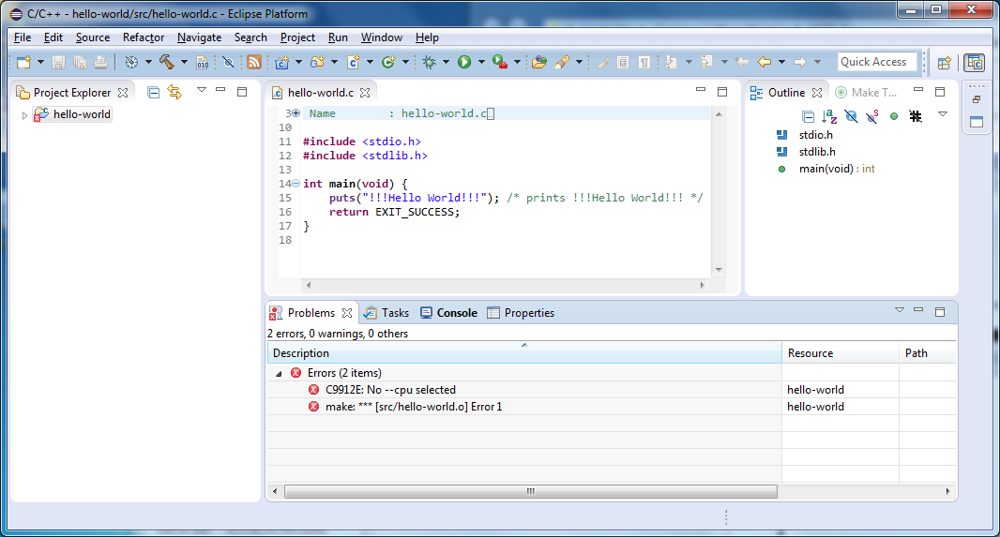 C/C++ - hello-world/src/hello-world.c - Eclipse Platform
File Edit Source Refactor Navigate Search Project Run Window Help
010 Quick Access C
Project Explorer
hello-world
hello-world.c
3 Name : hello-world.c
10
11 #include <stdio.h>
12 #include <stdlib.h>
13
14 int main(void) {
15 puts("!!!Hello World!!!"); /* prints !!!Hello World!!! */
16 return EXIT_SUCCESS;
17 }
18
Outline Make T...
stdio.h
stdlib.h
main(void) : int
Problems Tasks Console Properties
2 errors, 0 warnings, 0 others
Description Resource Path
Errors (2 items)
C9912E: No --cpu selected hello-world
make: *** [src/hello-world.o] Error 1 hello-world